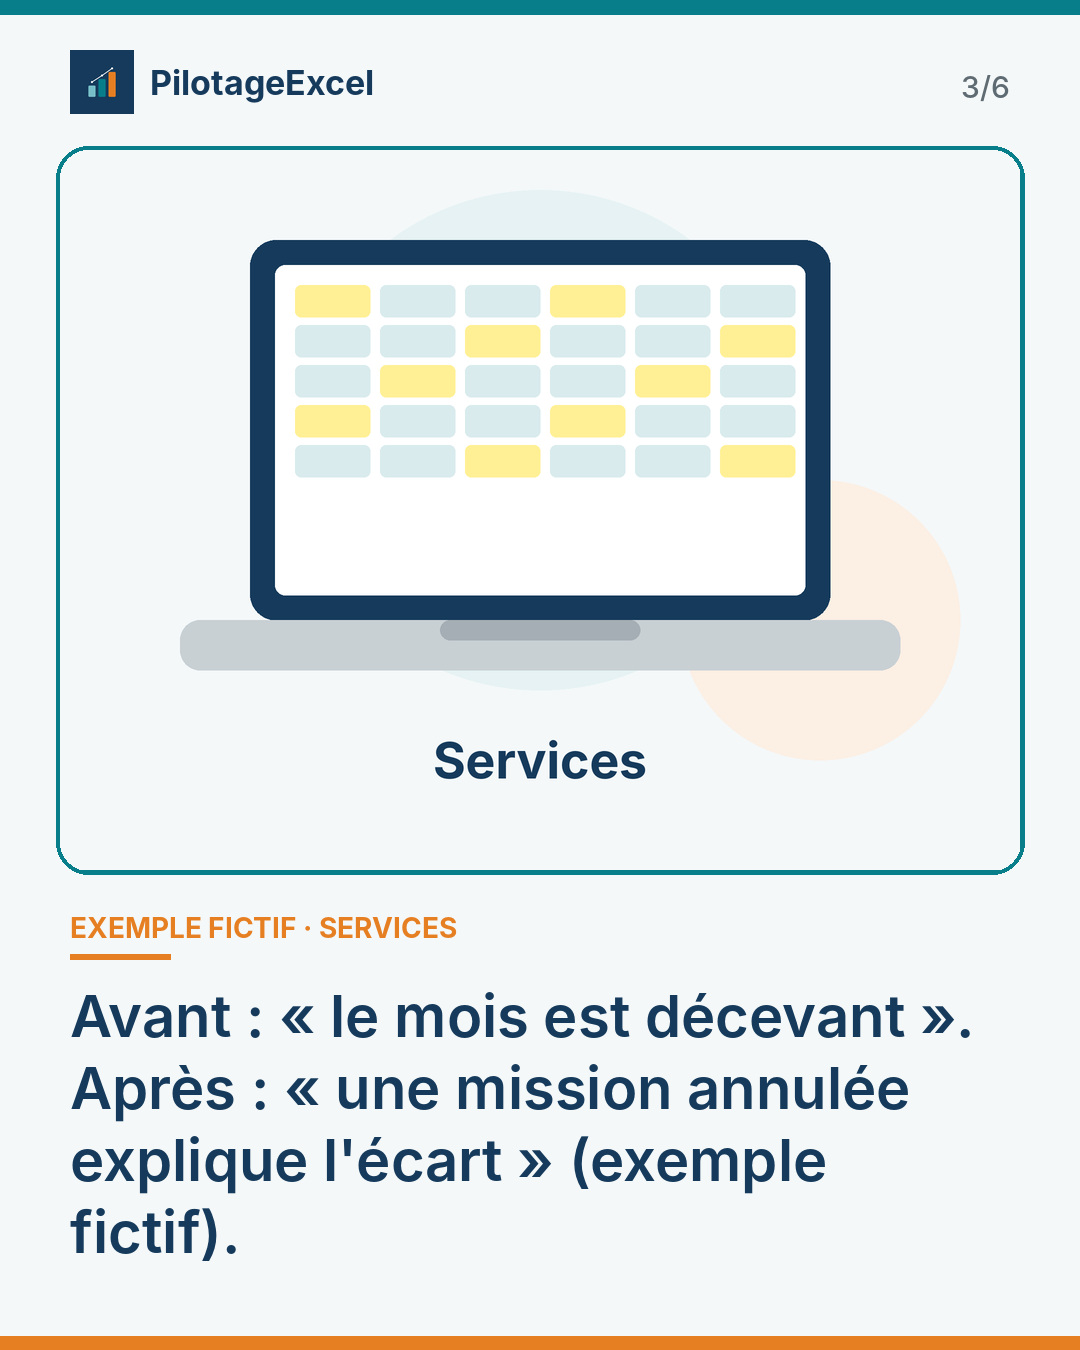 PilotageExcel
3/6
Services
EXEMPLE FICTIF · SERVICES
Avant : « le mois est décevant ».
Après : « une mission annulée
explique l'écart » (exemple
fictif).